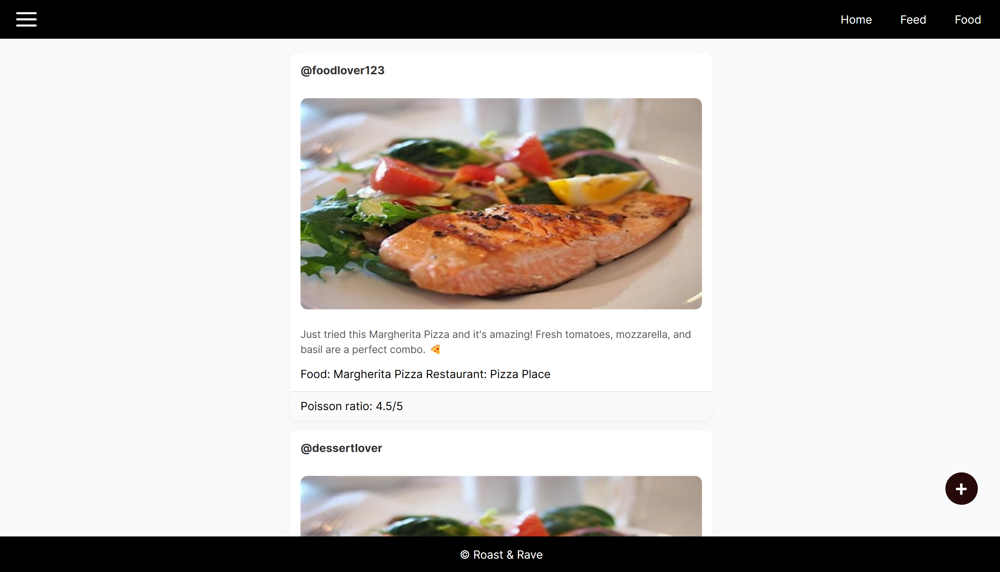 Home Feed Food
@foodlover123
Just tried this Margherita Pizza and it's amazing! Fresh tomatoes, mozzarella, and
basil are a perfect combo. 🍕
Food: Margherita Pizza Restaurant: Pizza Place
Poisson ratio: 4.5/5
@dessertlover
+
© Roast & Rave